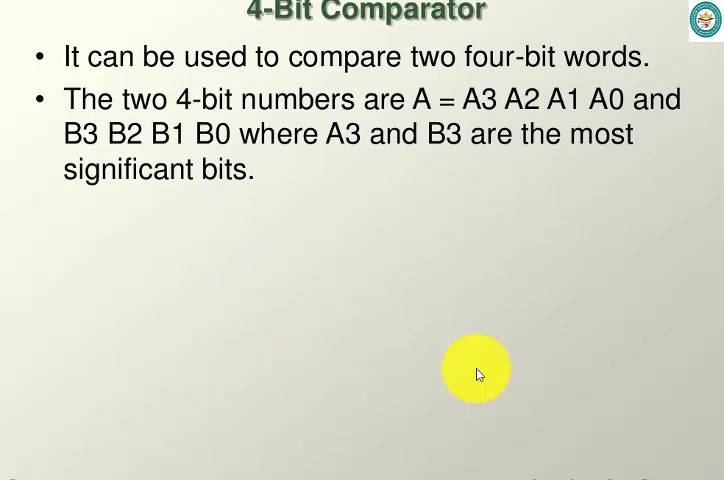 4-Bit Comparator
• It can be used to compare two four-bit words.
• The two 4-bit numbers are A = A3 A2 A1 A0 and
B3 B2 B1 B0 where A3 and B3 are the most
significant bits.